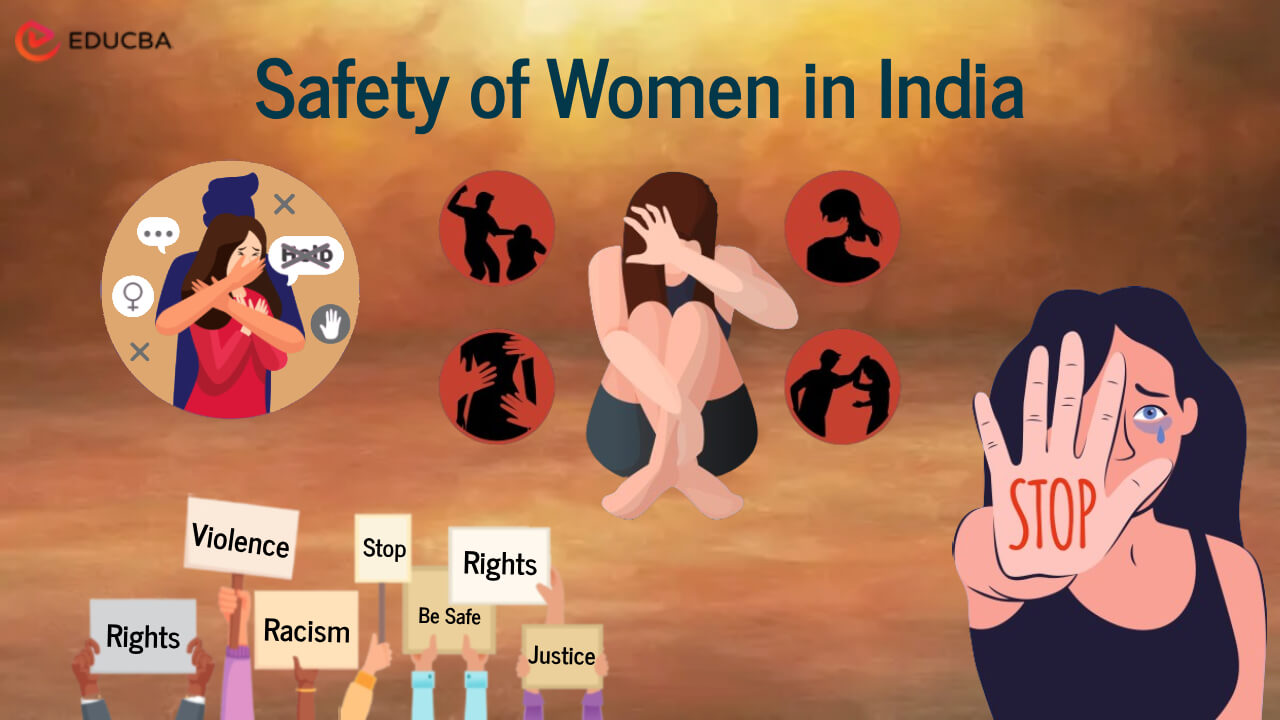 EDUCBA
Safety of Women in India
Help
STOP
Violence
Stop
Rights
Be Safe
Rights
Racism
Justice